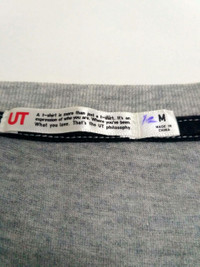 UT
A t-shirt is more than just a t-shirt, it's an
expression of who you are, Where you've been,
What you love. That's the UT philosophy
M
MADE IN
CHINA